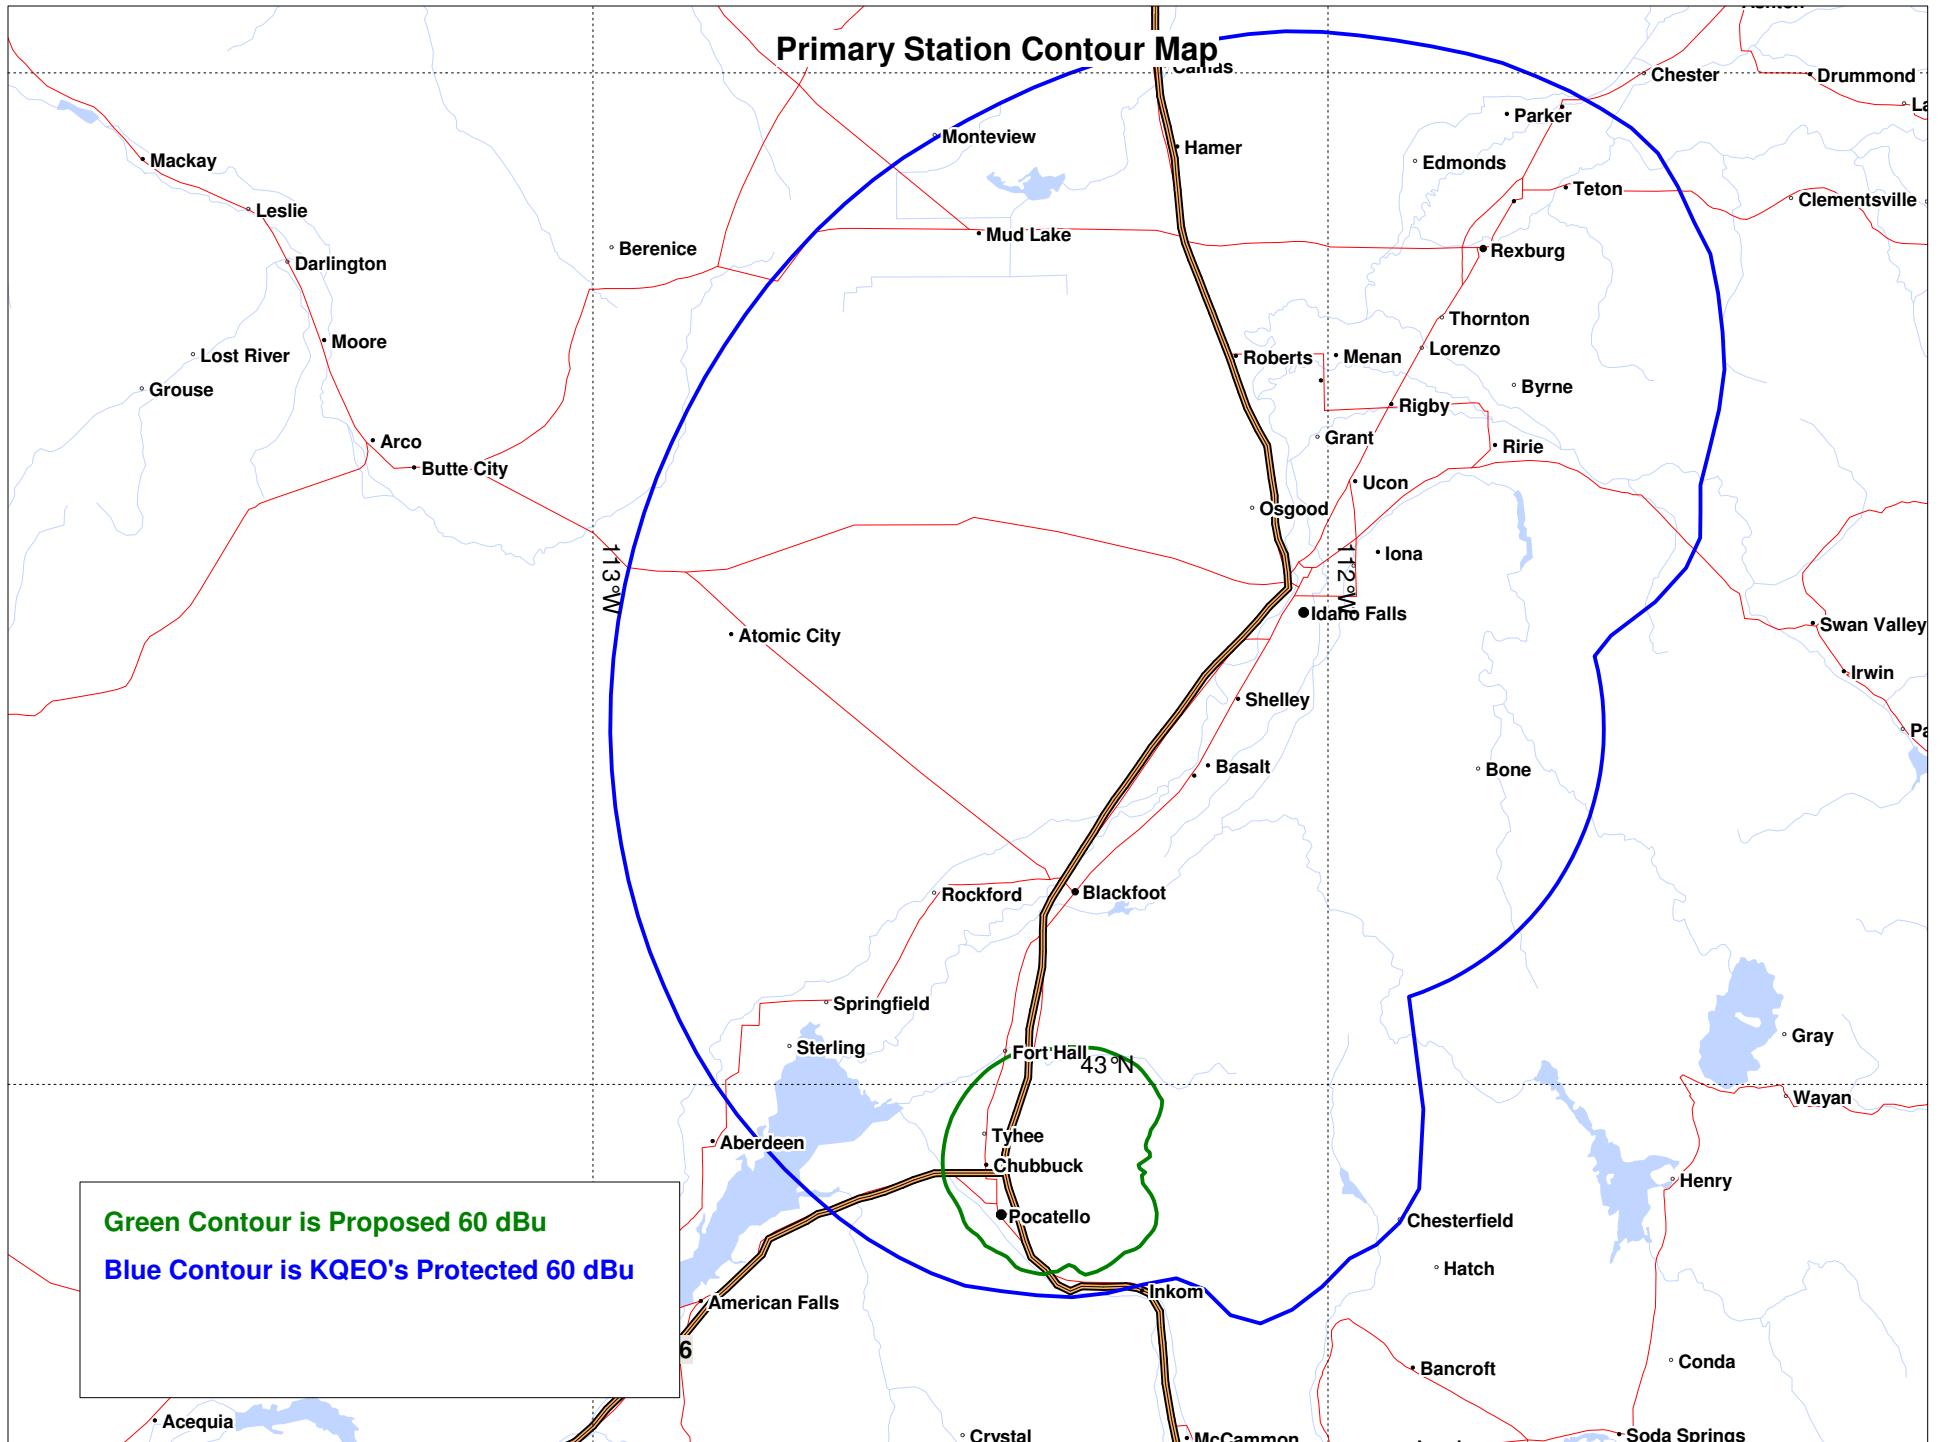 Ashton
Primary Station Contour Map
Camas
Chester
Drummond
La
Parker
Monteview
Hamer
Mackay
Edmonds
Teton
Clementsville
Leslie
Mud Lake
Berenice
Rexburg
Darlington
Thornton
Moore
Lorenzo
Lost River
Roberts
Menan
Grouse
Byrne
Rigby
Arco
Grant
Ririe
Butte City
Ucon
Osgood
Iona
113°W
112°W
Idaho Falls
Swan Valley
Atomic City
Irwin
Shelley
Pa
Basalt
Bone
Rockford
Blackfoot
Springfield
Gray
Sterling
Fort Hall
43°N
Wayan
Tyhee
Aberdeen
Chubbuck
Henry
Pocatello
Chesterfield
Green Contour is Proposed 60 dBu
Blue Contour is KQEO's Protected 60 dBu
Hatch
Inkom
American Falls
6
Conda
Bancroft
Acequia
Crystal
McCammon
Soda Springs